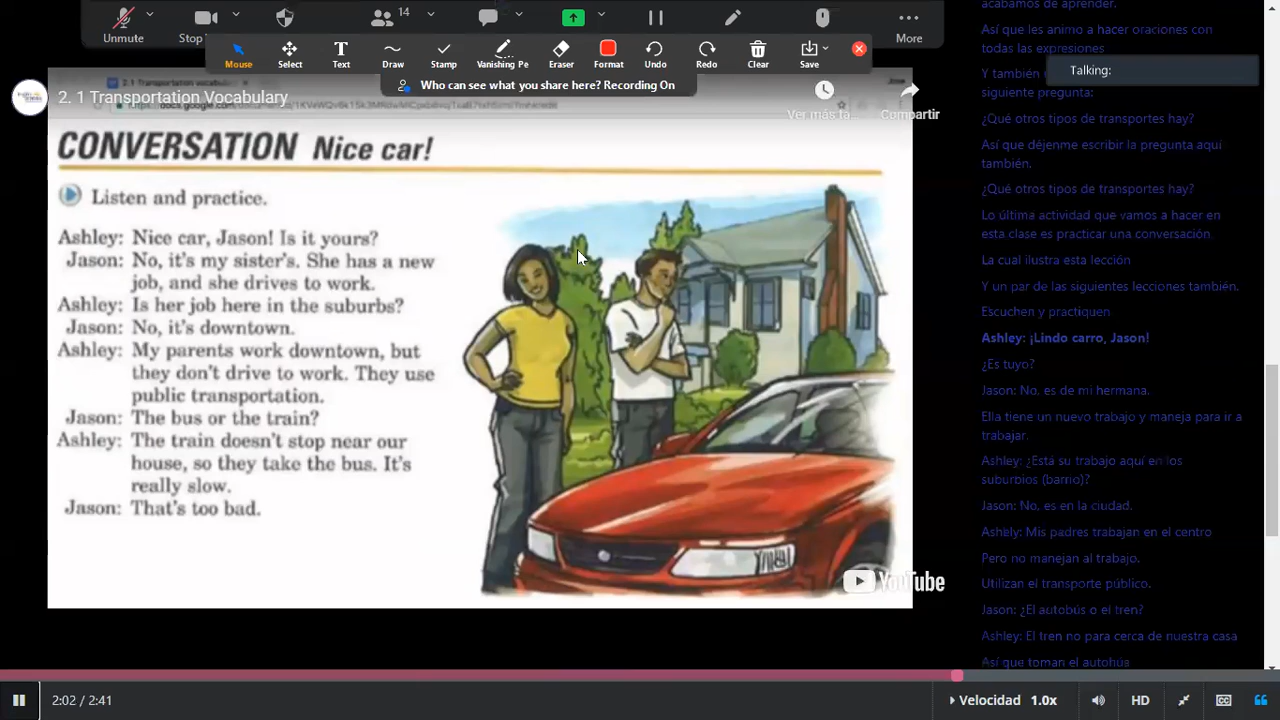 14
Unmute
Stop
More
Mouse
Select
Text
Draw
Stamp
Vanishing Pe
Eraser
Format
Undo
Redo
Clear
Save
Who can see what you share here? Recording On
Talking:
2.1 Transportation
2. 1 Transportation Vocabulary
Ver más ta...
Compartir
CONVERSATION Nice car!
Listen and practice.
Ashley: Nice car, Jason! Is it yours?
Jason: No, it's my sister's. She has a new
job, and she drives to work.
Ashley: Is her job here in the suburbs?
Jason: No, it's downtown.
Ashley: My parents work downtown, but
they don't drive to work. They use
public transportation.
Jason: The bus or the train?
Ashley: The train doesn't stop near our
house, so they take the bus. It's
really slow.
Jason: That's too bad.
YouTube
acabamos de aprender.
Así que les animo a hacer oraciones con
todas las expresiones
Y también
siguiente pregunta:
¿Qué otros tipos de transportes hay?
Así que déjenme escribir la pregunta aquí
también.
¿Qué otros tipos de transportes hay?
Lo última actividad que vamos a hacer en
esta clase es practicar una conversación.
La cual ilustra esta lección
Y un par de las siguientes lecciones también.
Escuchen y practiquen
Ashley: ¡Lindo carro, Jason!
¿Es tuyo?
Jason: No, es de mi hermana.
Ella tiene un nuevo trabajo y maneja para ir a
trabajar.
Ashley: ¿Está su trabajo aquí en los
suburbios (barrio)?
Jason: No, es en la ciudad.
Ashely: Mis padres trabajan en el centro
Pero no manejan al trabajo.
Utilizan el transporte público.
Jason: ¿El autobús o el tren?
Ashley: El tren no para cerca de nuestra casa
Así que toman el autobús
2:02 / 2:41
Velocidad 1.0x
HD
CC